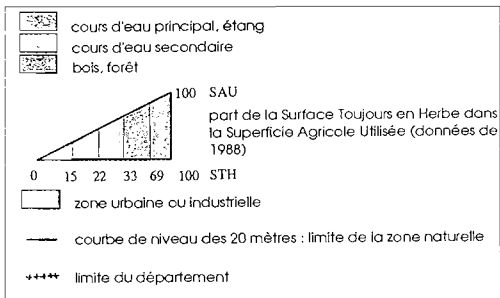 cours d'eau principal, étang
cours d'eau secondaire
bois, forêt
100 SAU
part de la Surface Toujours en Herbe dans
la Superficie Agricole Utilisée (données de
1988)
0 15 22 33 69 100 STH
zone urbaine ou industrielle
courbe de niveau des 20 mètres : limite de la zone naturelle
limite du département